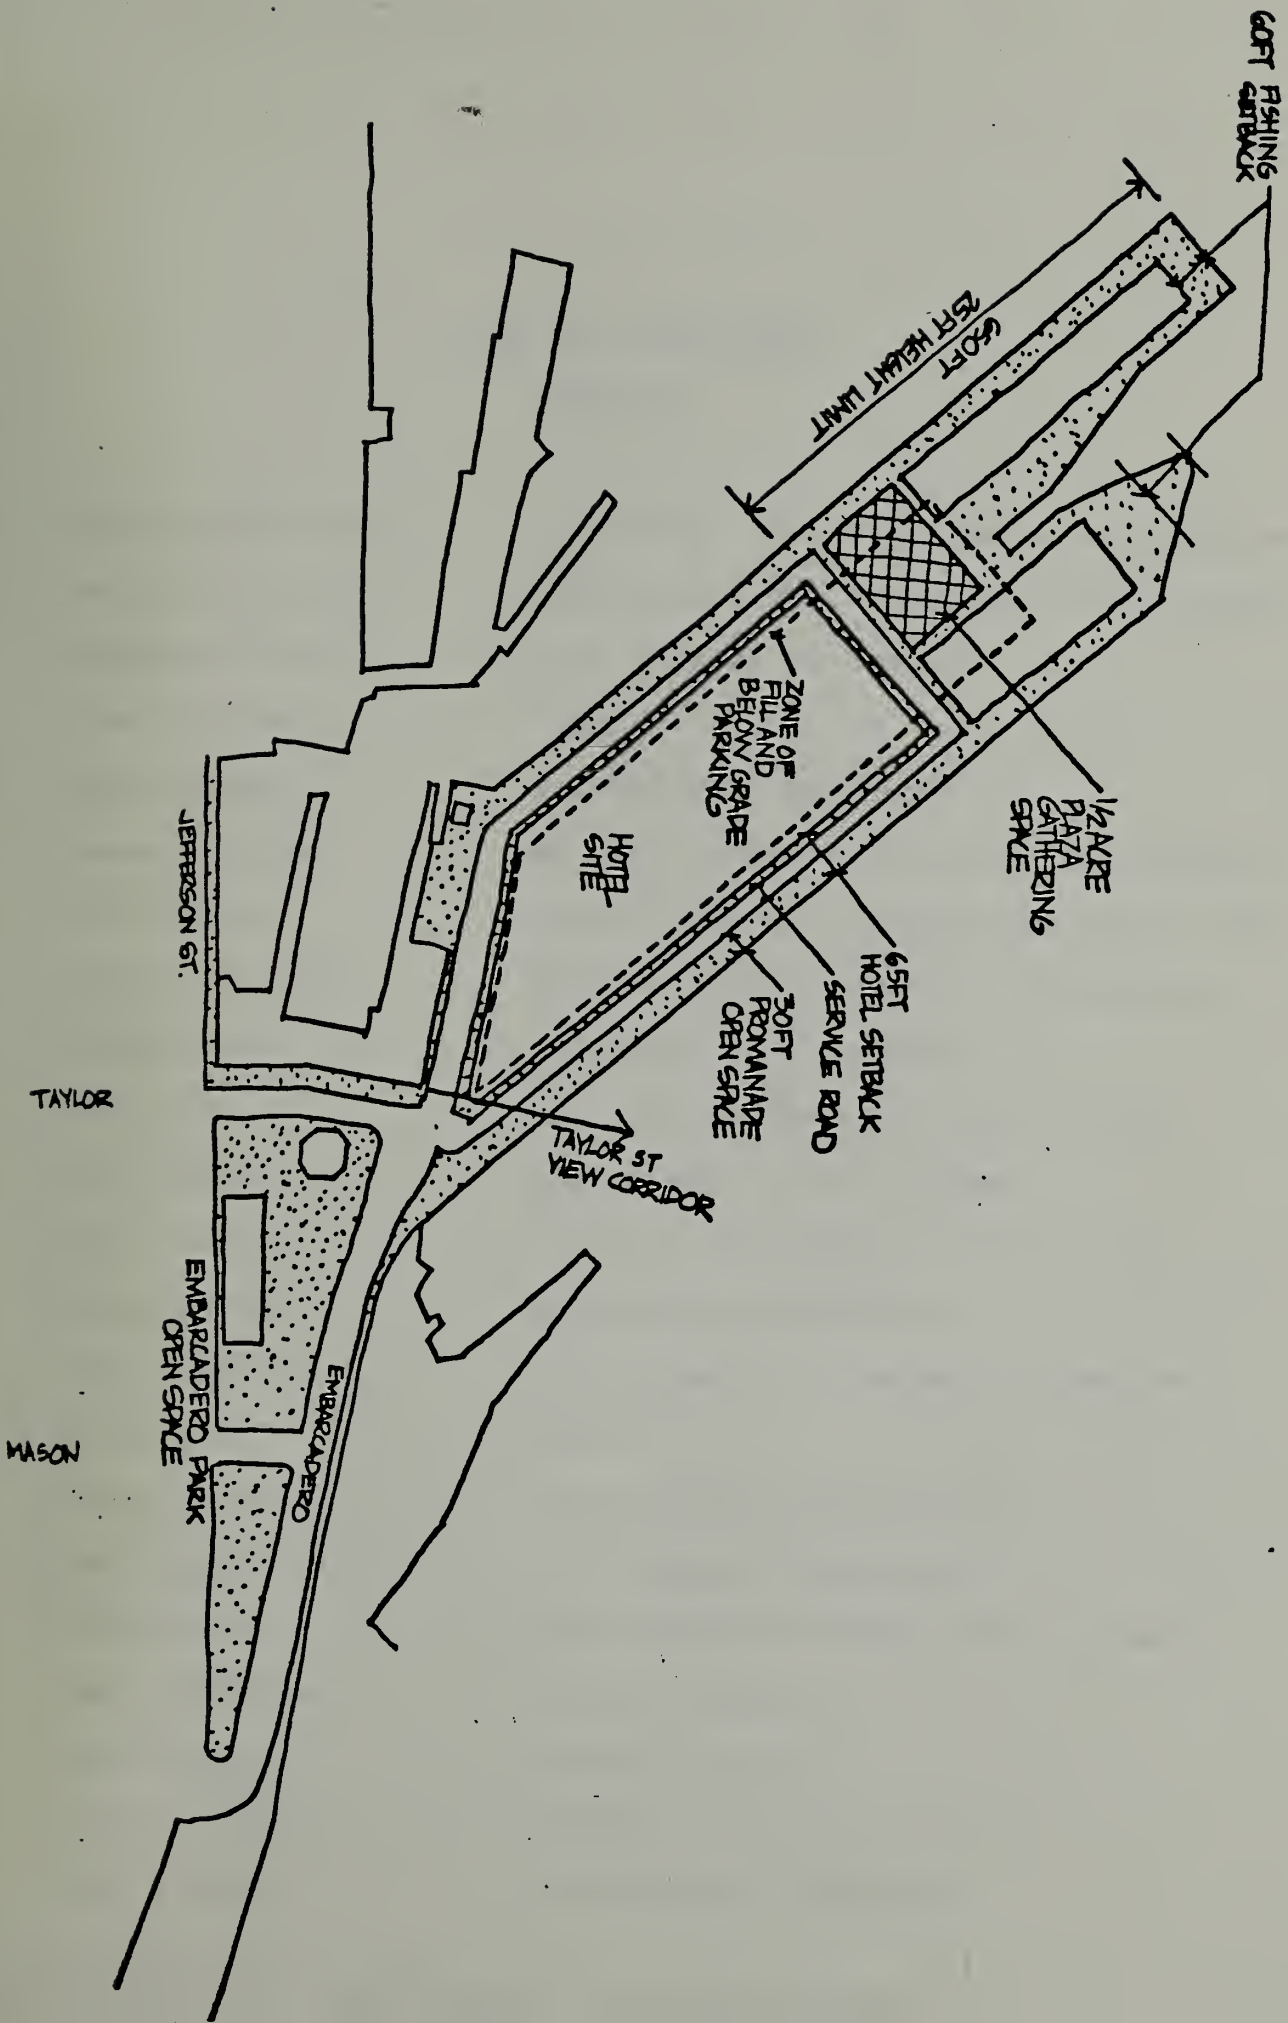 60FT FISHING
SETBACK
650FT
25FT HEIGHT LIMIT
ZONE OF
FILL AND
BELOW GRADE
PARKING
1/2 ACRE
PLAZA
GATHERING
SPACE
HOTEL
SITE
65FT
HOTEL SETBACK
SERVICE ROAD
30FT
PROMANADE
OPEN SPACE
JEFFERSON ST.
TAYLOR
TAYLOR ST
VIEW CORRIDOR
EMBARCADERO
EMBARCADERO PARK
OPEN SPACE
MASON